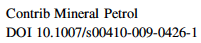 Contrib Mineral Petrol
DOI 10.1007/s00410-009-0426-1